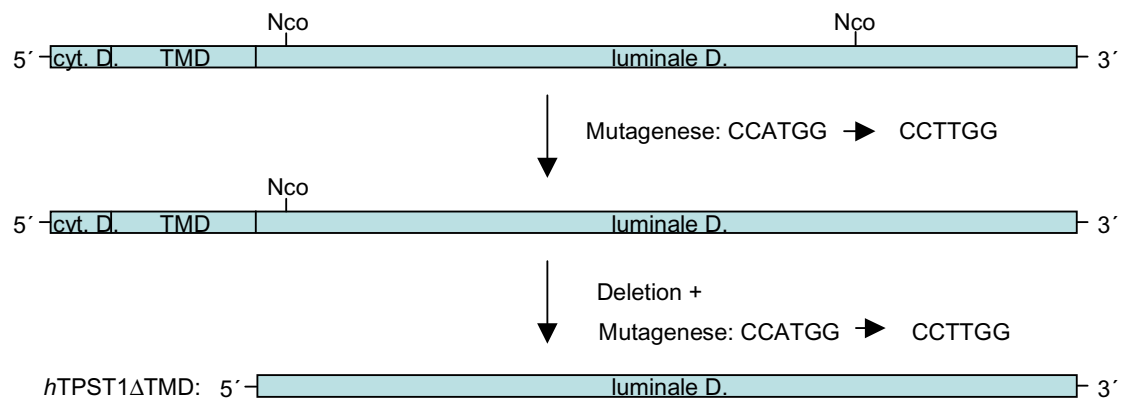 Nco Nco
5´ cyt. D. TMD luminale D. 3´
Mutagenese: CCATGG CCTTGG
Nco
5´ cyt. D. TMD luminale D. 3´
Deletion +
Mutagenese: CCATGG CCTTGG
hTPST1ΔTMD: 5´ luminale D. 3´